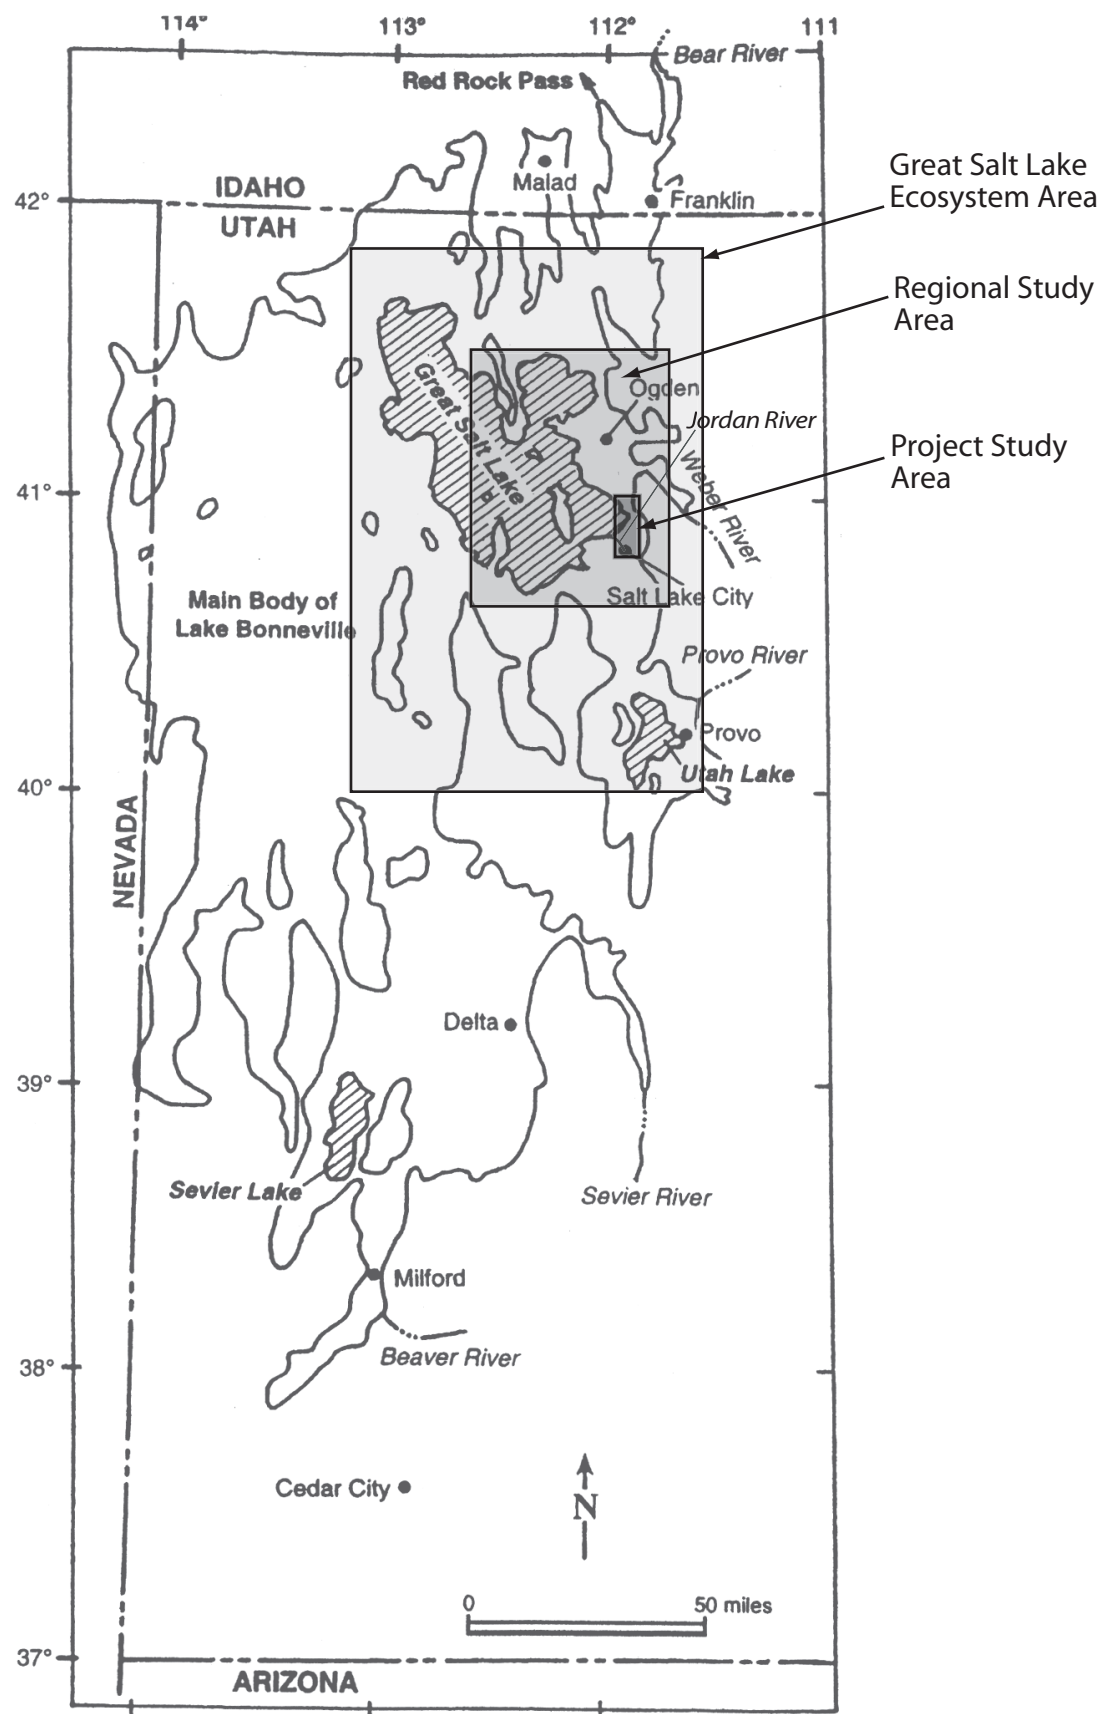 114°
113°
112°
111
Bear River
Red Rock Pass
Great Salt Lake
Ecosystem Area
Malad
IDAHO
42°
Franklin
UTAH
Regional Study
Area
Great Salt Lake
Ogden
Jordan River
Project Study
Area
Weber River
41°
Main Body of
Lake Bonneville
Salt Lake City
Provo River
Provo
Utah Lake
40°
NEVADA
Delta
39°
Sevier Lake
Sevier River
Milford
Beaver River
38°
Cedar City
N
0
50 miles
37°
ARIZONA